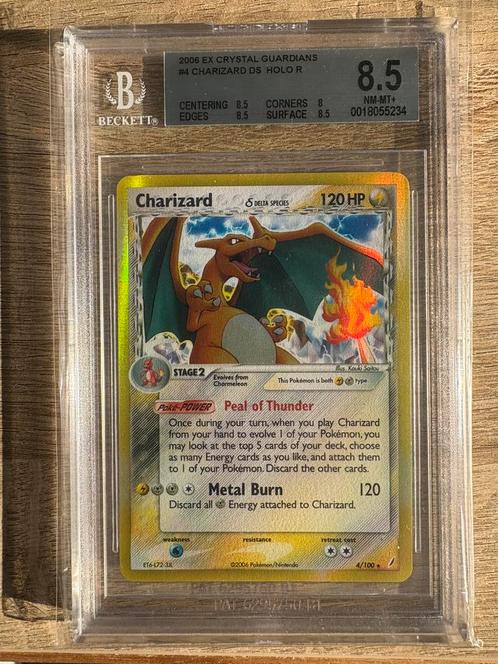 2006 EX CRYSTAL GUARDIANS
#4 CHARIZARD DS HOLO R
8.5
NM-MT+
CENTERING 8.5 CORNERS 8
EDGES 8.5 SURFACE 8.5
0018055234
B
BECKETT®
Charizard δ DELTA SPECIES 120 HP
Illus. Kouki Saitou
STAGE 2
Evolves from
Charmeleon
This Pokémon is both type
Poké-POWER Peal of Thunder
Once during your turn, when you play Charizard
from your hand to evolve 1 of your Pokémon, you
may look at the top 5 cards of your deck, choose
as many Energy cards as you like, and attach them
to 1 of your Pokémon. Discard the other cards.
Metal Burn 120
Discard all Energy attached to Charizard.
weakness resistance retreat cost
©2006 Pokémon/Nintendo 4/100 ★